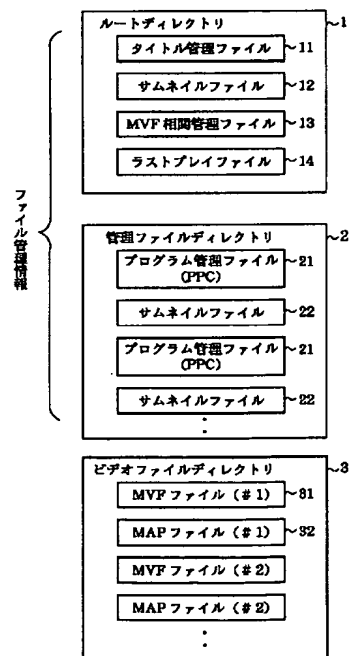 ルートディレクトリ ~1
タイトル管理ファイル ~11
サムネイルファイル ~12
MVF 相関管理ファイル ~13
ラストプレイファイル ~14
ファイル管理情報
管理ファイルディレクトリ ~2
プログラム管理ファイル ~21
(PPC)
サムネイルファイル ~22
プログラム管理ファイル ~21
(PPC)
サムネイルファイル ~22
ビデオファイルディレクトリ ~3
MVF ファイル (#1) ~31
MAP ファイル (#1) ~32
MVF ファイル (#2)
MAP ファイル (#2)